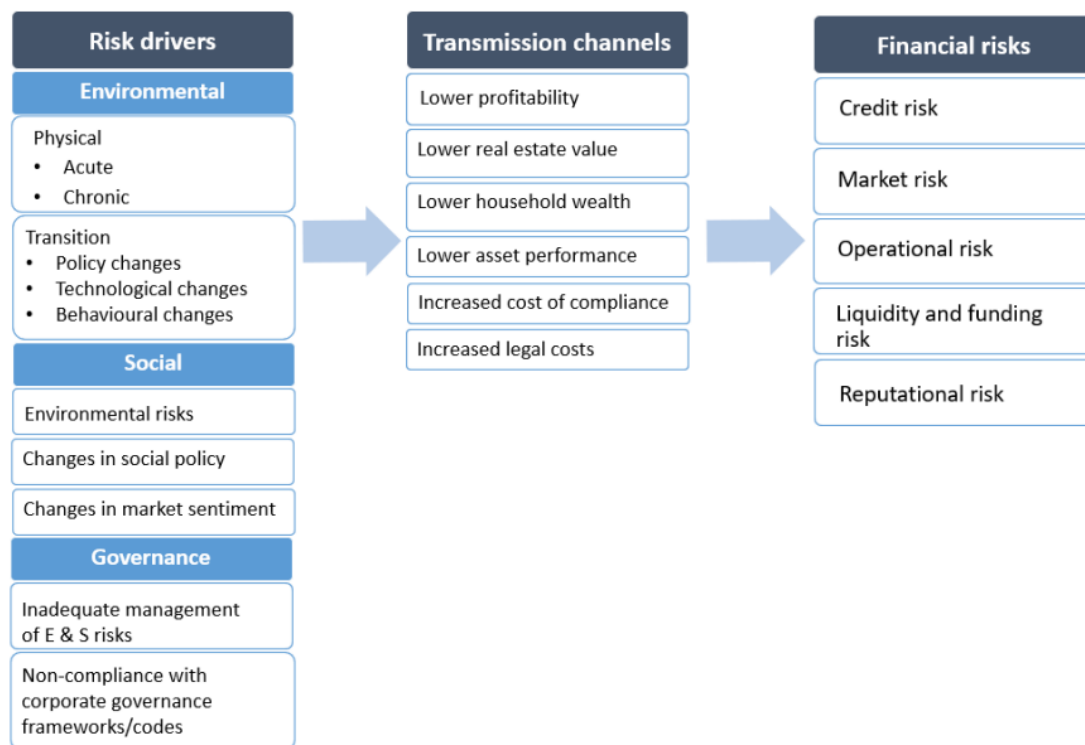 Risk drivers
Environmental
Physical
• Acute
• Chronic
Transition
• Policy changes
• Technological changes
• Behavioural changes
Social
Environmental risks
Changes in social policy
Changes in market sentiment
Governance
Inadequate management
of E & S risks
Non-compliance with
corporate governance
frameworks/codes
Transmission channels
Lower profitability
Lower real estate value
Lower household wealth
Lower asset performance
Increased cost of compliance
Increased legal costs
Financial risks
Credit risk
Market risk
Operational risk
Liquidity and funding
risk
Reputational risk